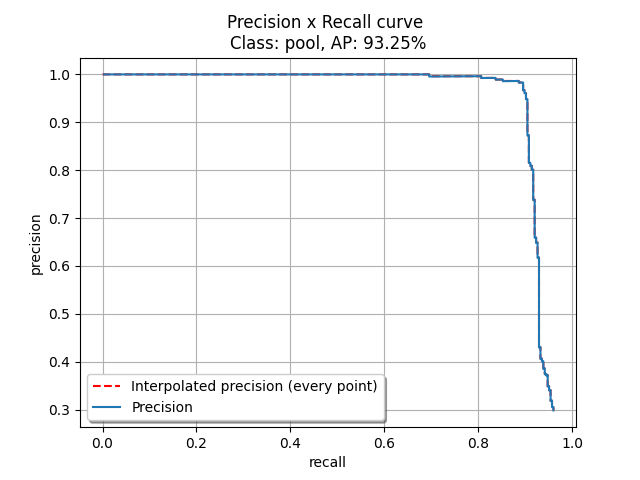 Precision x Recall curve
Class: pool, AP: 93.25%
precision
1.0
0.9
0.8
0.7
0.6
0.5
0.4
0.3
Interpolated precision (every point)
Precision
0.0 0.2 0.4 0.6 0.8 1.0
recall